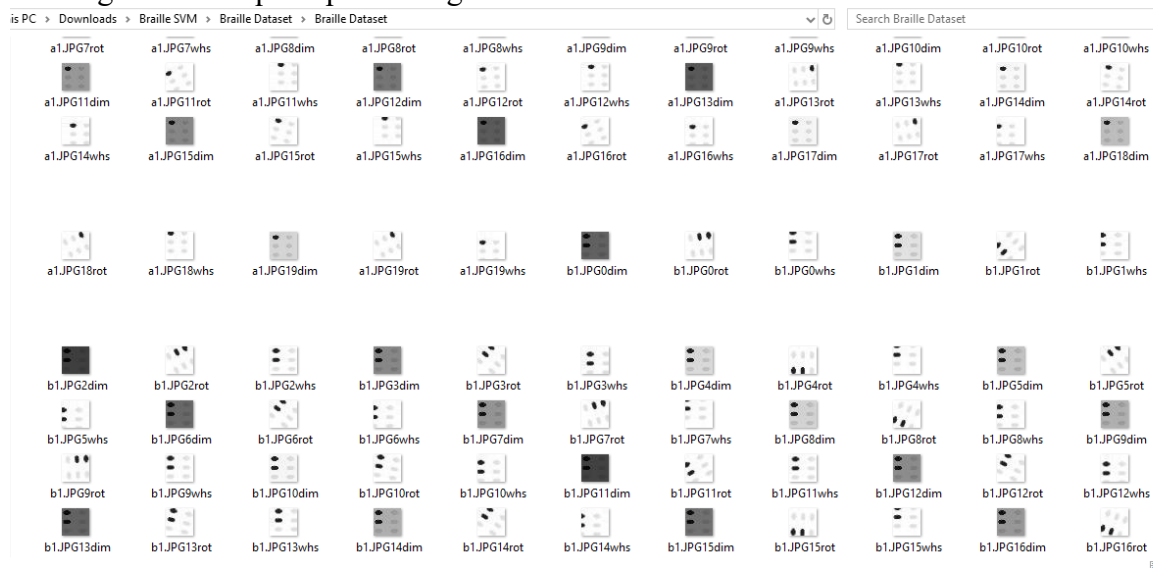 is PC > Downloads > Braille SVM > Braille Dataset > Braille Dataset Search Braille Dataset
a1.JPG7rot a1.JPG7whs a1.JPG8dim a1.JPG8rot a1.JPG8whs a1.JPG9dim a1.JPG9rot a1.JPG9whs a1.JPG10dim a1.JPG10rot a1.JPG10whs
a1.JPG11dim a1.JPG11rot a1.JPG11whs a1.JPG12dim a1.JPG12rot a1.JPG12whs a1.JPG13dim a1.JPG13rot a1.JPG13whs a1.JPG14dim a1.JPG14rot
a1.JPG14whs a1.JPG15dim a1.JPG15rot a1.JPG15whs a1.JPG16dim a1.JPG16rot a1.JPG16whs a1.JPG17dim a1.JPG17rot a1.JPG17whs a1.JPG18dim
a1.JPG18rot a1.JPG18whs a1.JPG19dim a1.JPG19rot a1.JPG19whs b1.JPG0dim b1.JPG0rot b1.JPG0whs b1.JPG1dim b1.JPG1rot b1.JPG1whs
b1.JPG2dim b1.JPG2rot b1.JPG2whs b1.JPG3dim b1.JPG3rot b1.JPG3whs b1.JPG4dim b1.JPG4rot b1.JPG4whs b1.JPG5dim b1.JPG5rot
b1.JPG5whs b1.JPG6dim b1.JPG6rot b1.JPG6whs b1.JPG7dim b1.JPG7rot b1.JPG7whs b1.JPG8dim b1.JPG8rot b1.JPG8whs b1.JPG9dim
b1.JPG9rot b1.JPG9whs b1.JPG10dim b1.JPG10rot b1.JPG10whs b1.JPG11dim b1.JPG11rot b1.JPG11whs b1.JPG12dim b1.JPG12rot b1.JPG12whs
b1.JPG13dim b1.JPG13rot b1.JPG13whs b1.JPG14dim b1.JPG14rot b1.JPG14whs b1.JPG15dim b1.JPG15rot b1.JPG15whs b1.JPG16dim b1.JPG16rot